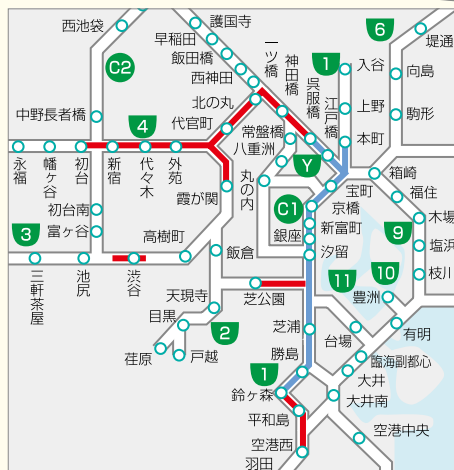 西池袋
護国寺
早稲田
飯田橋
西神田
一ツ橋
神田橋
呉服橋
江戸橋
1
6
入谷
堤通
向島
C2
上野
駒形
中野長者橋
北の丸
代官町
常盤橋
八重洲
本町
4
Y
永福
幡ヶ谷
初台
新宿
代々木
外苑
霞が関
丸の内
箱崎
宝町
京橋
福住
C1
銀座
新富町
汐留
9
木場
初台南
富ヶ谷
3
高樹町
飯倉
塩浜
枝川
三軒茶屋
池尻
渋谷
天現寺
芝公園
11
10
豊洲
目黒
2
荏原
戸越
芝浦
台場
有明
勝島
臨海副都心
1
大井
鈴ヶ森
大井南
平和島
空港中央
空港西
羽田